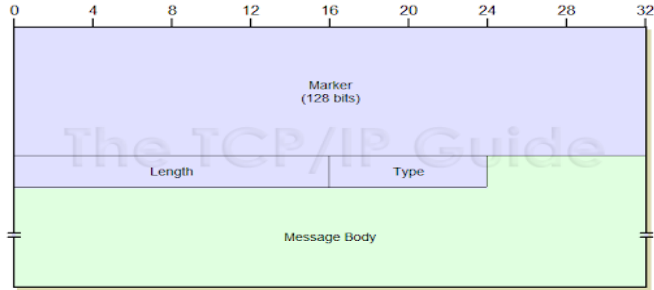 0 4 8 12 16 20 24 28 32
Marker
(128 bits)
The TCP/IP Guide
Length Type
Message Body